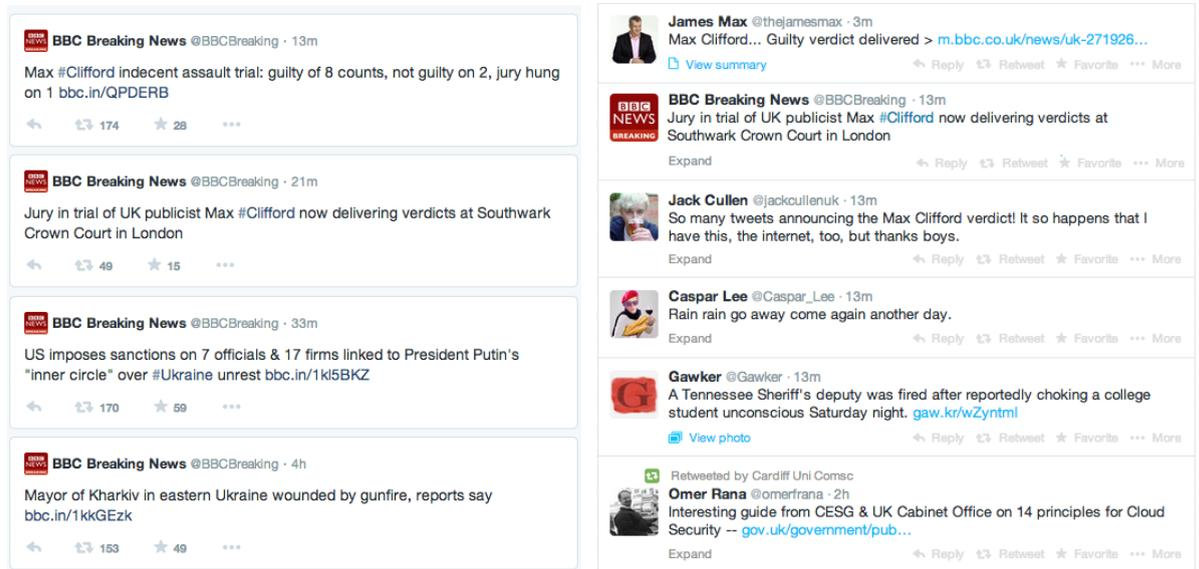 BBC Breaking News @BBCBreaking · 13m
Max #Clifford indecent assault trial: guilty of 8 counts, not guilty on 2, jury hung
on 1 bbc.in/QPDERB
174 28
BBC Breaking News @BBCBreaking · 21m
Jury in trial of UK publicist Max #Clifford now delivering verdicts at Southwark
Crown Court in London
49 15
BBC Breaking News @BBCBreaking · 33m
US imposes sanctions on 7 officials & 17 firms linked to President Putin's
"inner circle" over #Ukraine unrest bbc.in/1kl5BKZ
170 59
BBC Breaking News @BBCBreaking · 4h
Mayor of Kharkiv in eastern Ukraine wounded by gunfire, reports say
bbc.in/1kkGEzk
153 49
James Max @thejamesmax · 3m
Max Clifford... Guilty verdict delivered > m.bbc.co.uk/news/uk-271926...
View summary Reply Retweet Favorite More
BBC
NEWS
BREAKING
BBC Breaking News @BBCBreaking · 13m
Jury in trial of UK publicist Max #Clifford now delivering verdicts at
Southwark Crown Court in London
Expand Reply Retweet Favorite More
Jack Cullen @jackcullenuk · 13m
So many tweets announcing the Max Clifford verdict! It so happens that I
have this, the internet, too, but thanks boys.
Expand Reply Retweet Favorite More
Caspar Lee @Caspar_Lee · 13m
Rain rain go away come again another day.
Expand Reply Retweet Favorite More
G
Gawker @Gawker · 13m
A Tennessee Sheriff's deputy was fired after reportedly choking a college
student unconscious Saturday night. gaw.kr/wZyntml
View photo Reply Retweet Favorite More
Retweeted by Cardiff Uni Comsc
Omer Rana @omerfrana · 2h
Interesting guide from CESG & UK Cabinet Office on 14 principles for Cloud
Security -- gov.uk/government/pub...
Expand Reply Retweet Favorite More